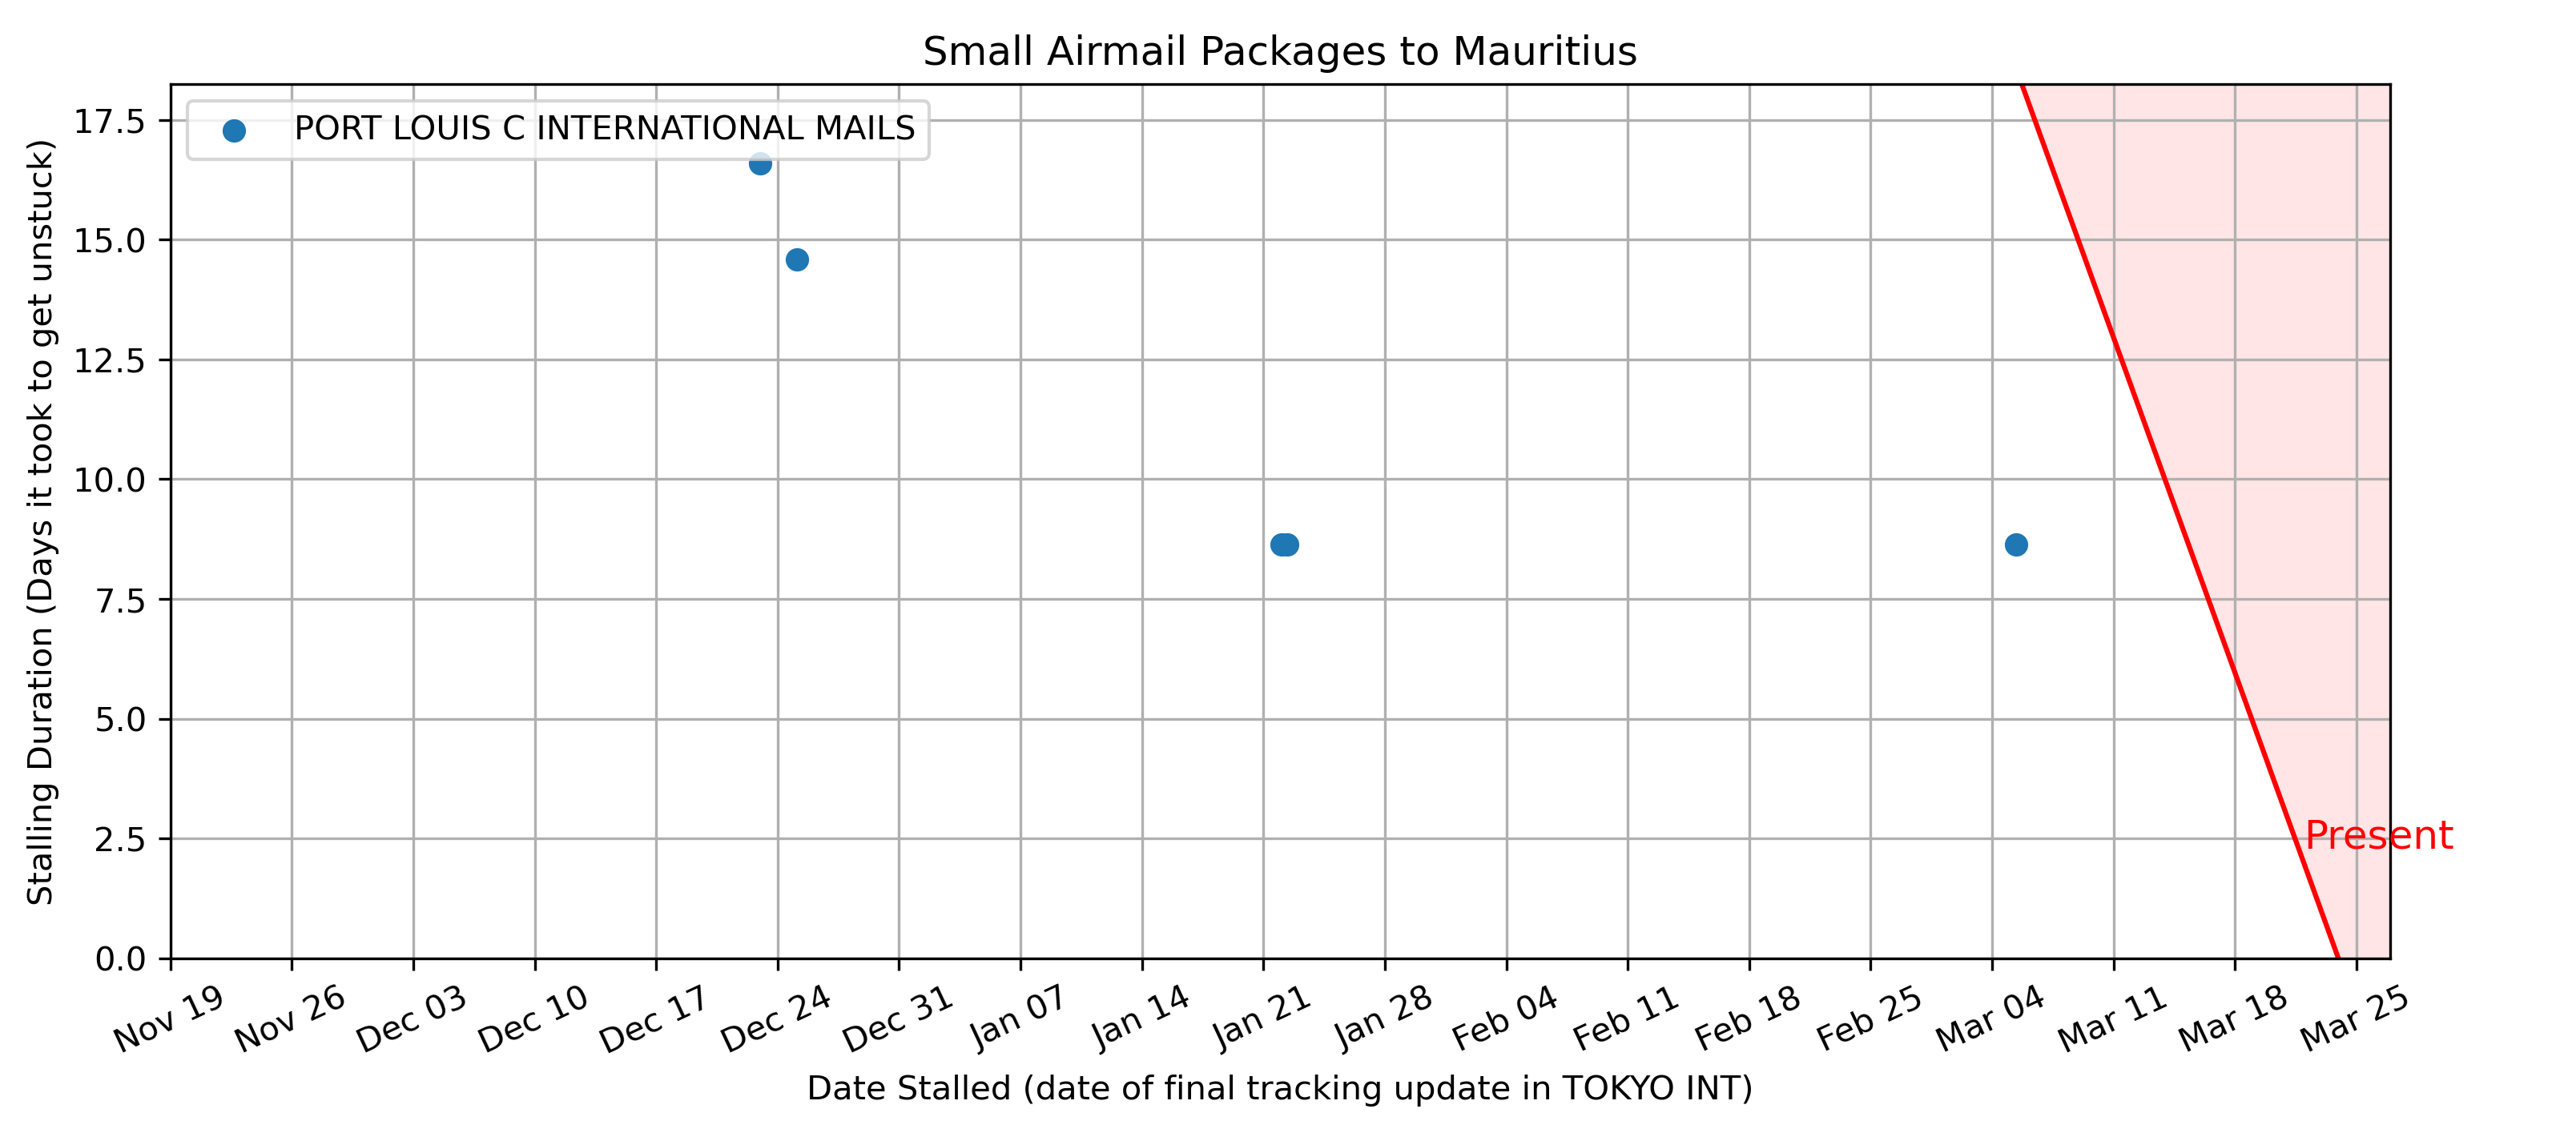 Small Airmail Packages to Mauritius
PORT LOUIS C INTERNATIONAL MAILS
Stalling Duration (Days it took to get unstuck)
17.5
15.0
12.5
10.0
7.5
5.0
2.5
0.0
Present
Nov 19
Nov 26
Dec 03
Dec 10
Dec 17
Dec 24
Dec 31
Jan 07
Jan 14
Jan 21
Jan 28
Feb 04
Feb 11
Feb 18
Feb 25
Mar 04
Mar 11
Mar 18
Mar 25
Date Stalled (date of final tracking update in TOKYO INT)